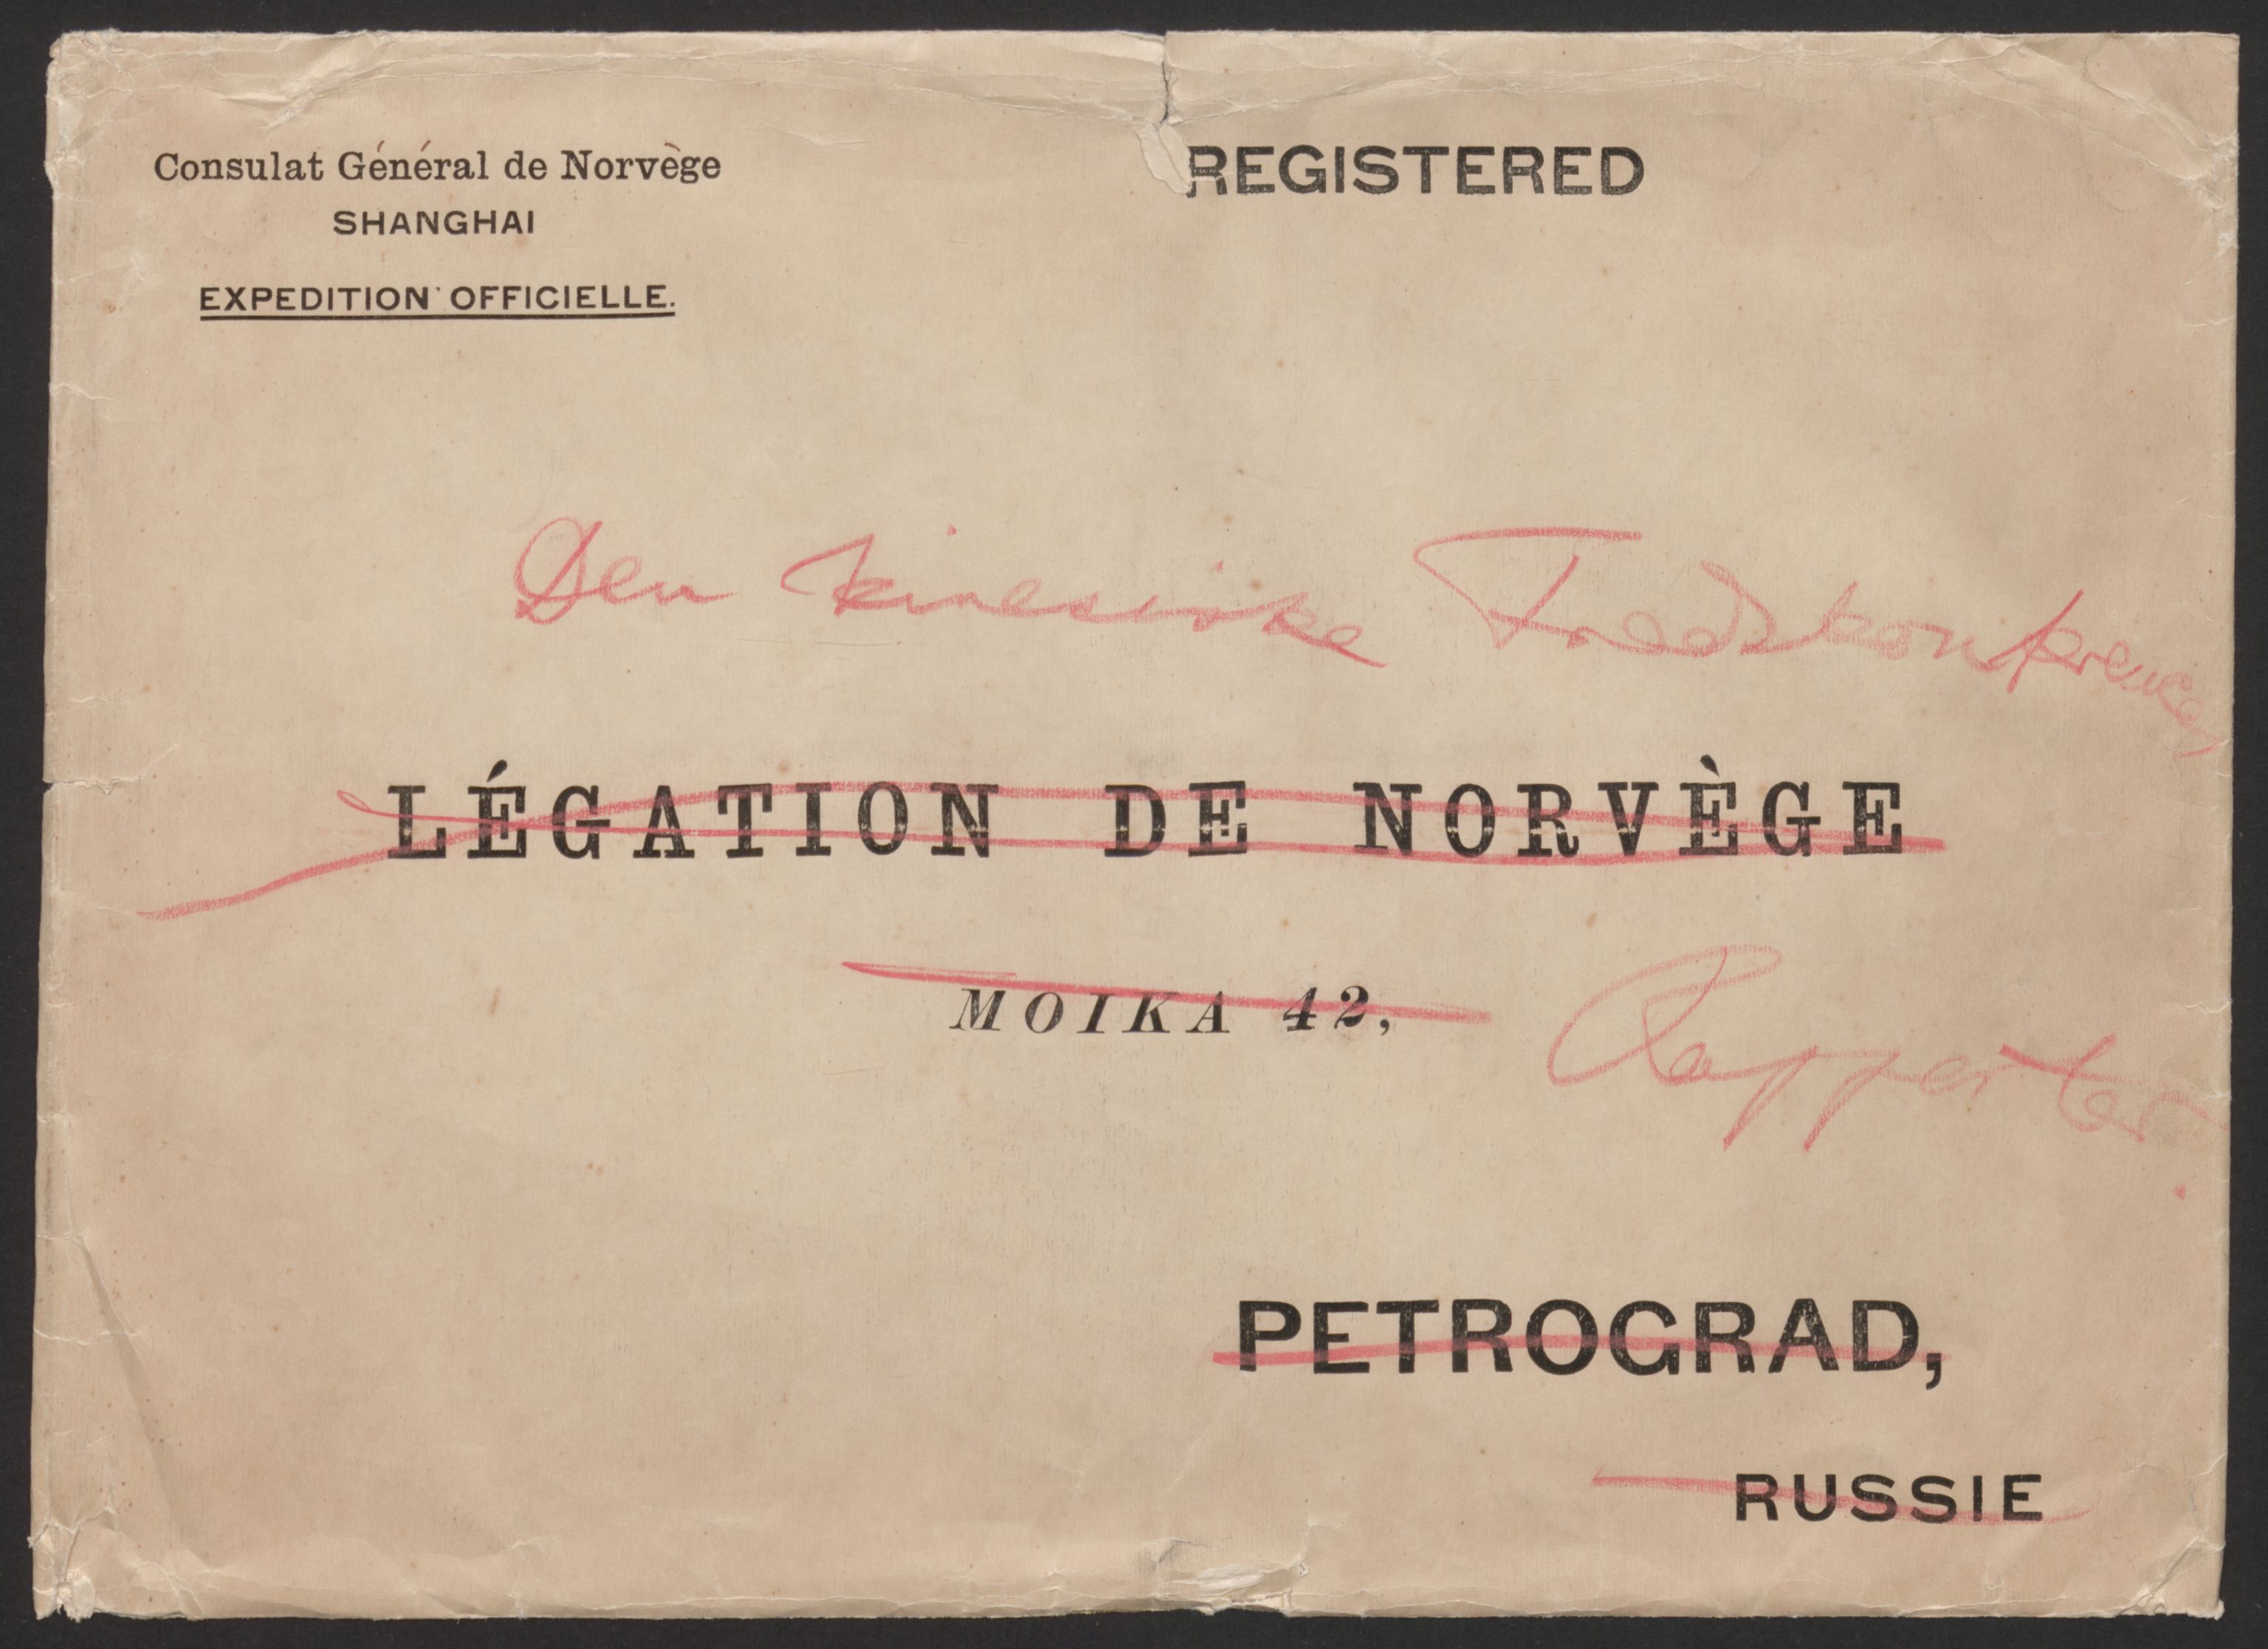 Consulat Général de Norvège
SHANGHAI
EXPEDITION OFFICIELLE.
REGISTERED
Den kinesiske Fredskonference,
LÉGATION DE NORVÈGE
MOIKA 42,
Rapporter.
PETROGRAD,
RUSSIE